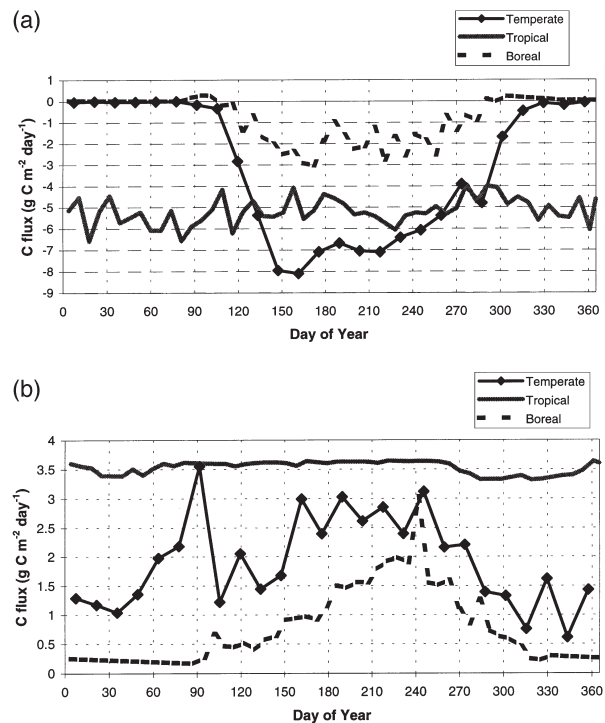 (a)
Temperate
Tropical
Boreal
1
0
-1
-2
-3
-4
-5
-6
-7
-8
-9
C flux (g C m⁻² day⁻¹)
0 30 60 90 120 150 180 210 240 270 300 330 360
Day of Year
(b)
Temperate
Tropical
Boreal
4
3.5
3
2.5
2
1.5
1
0.5
0
C flux (g C m⁻² day⁻¹)
0 30 60 90 120 150 180 210 240 270 300 330 360
Day of Year